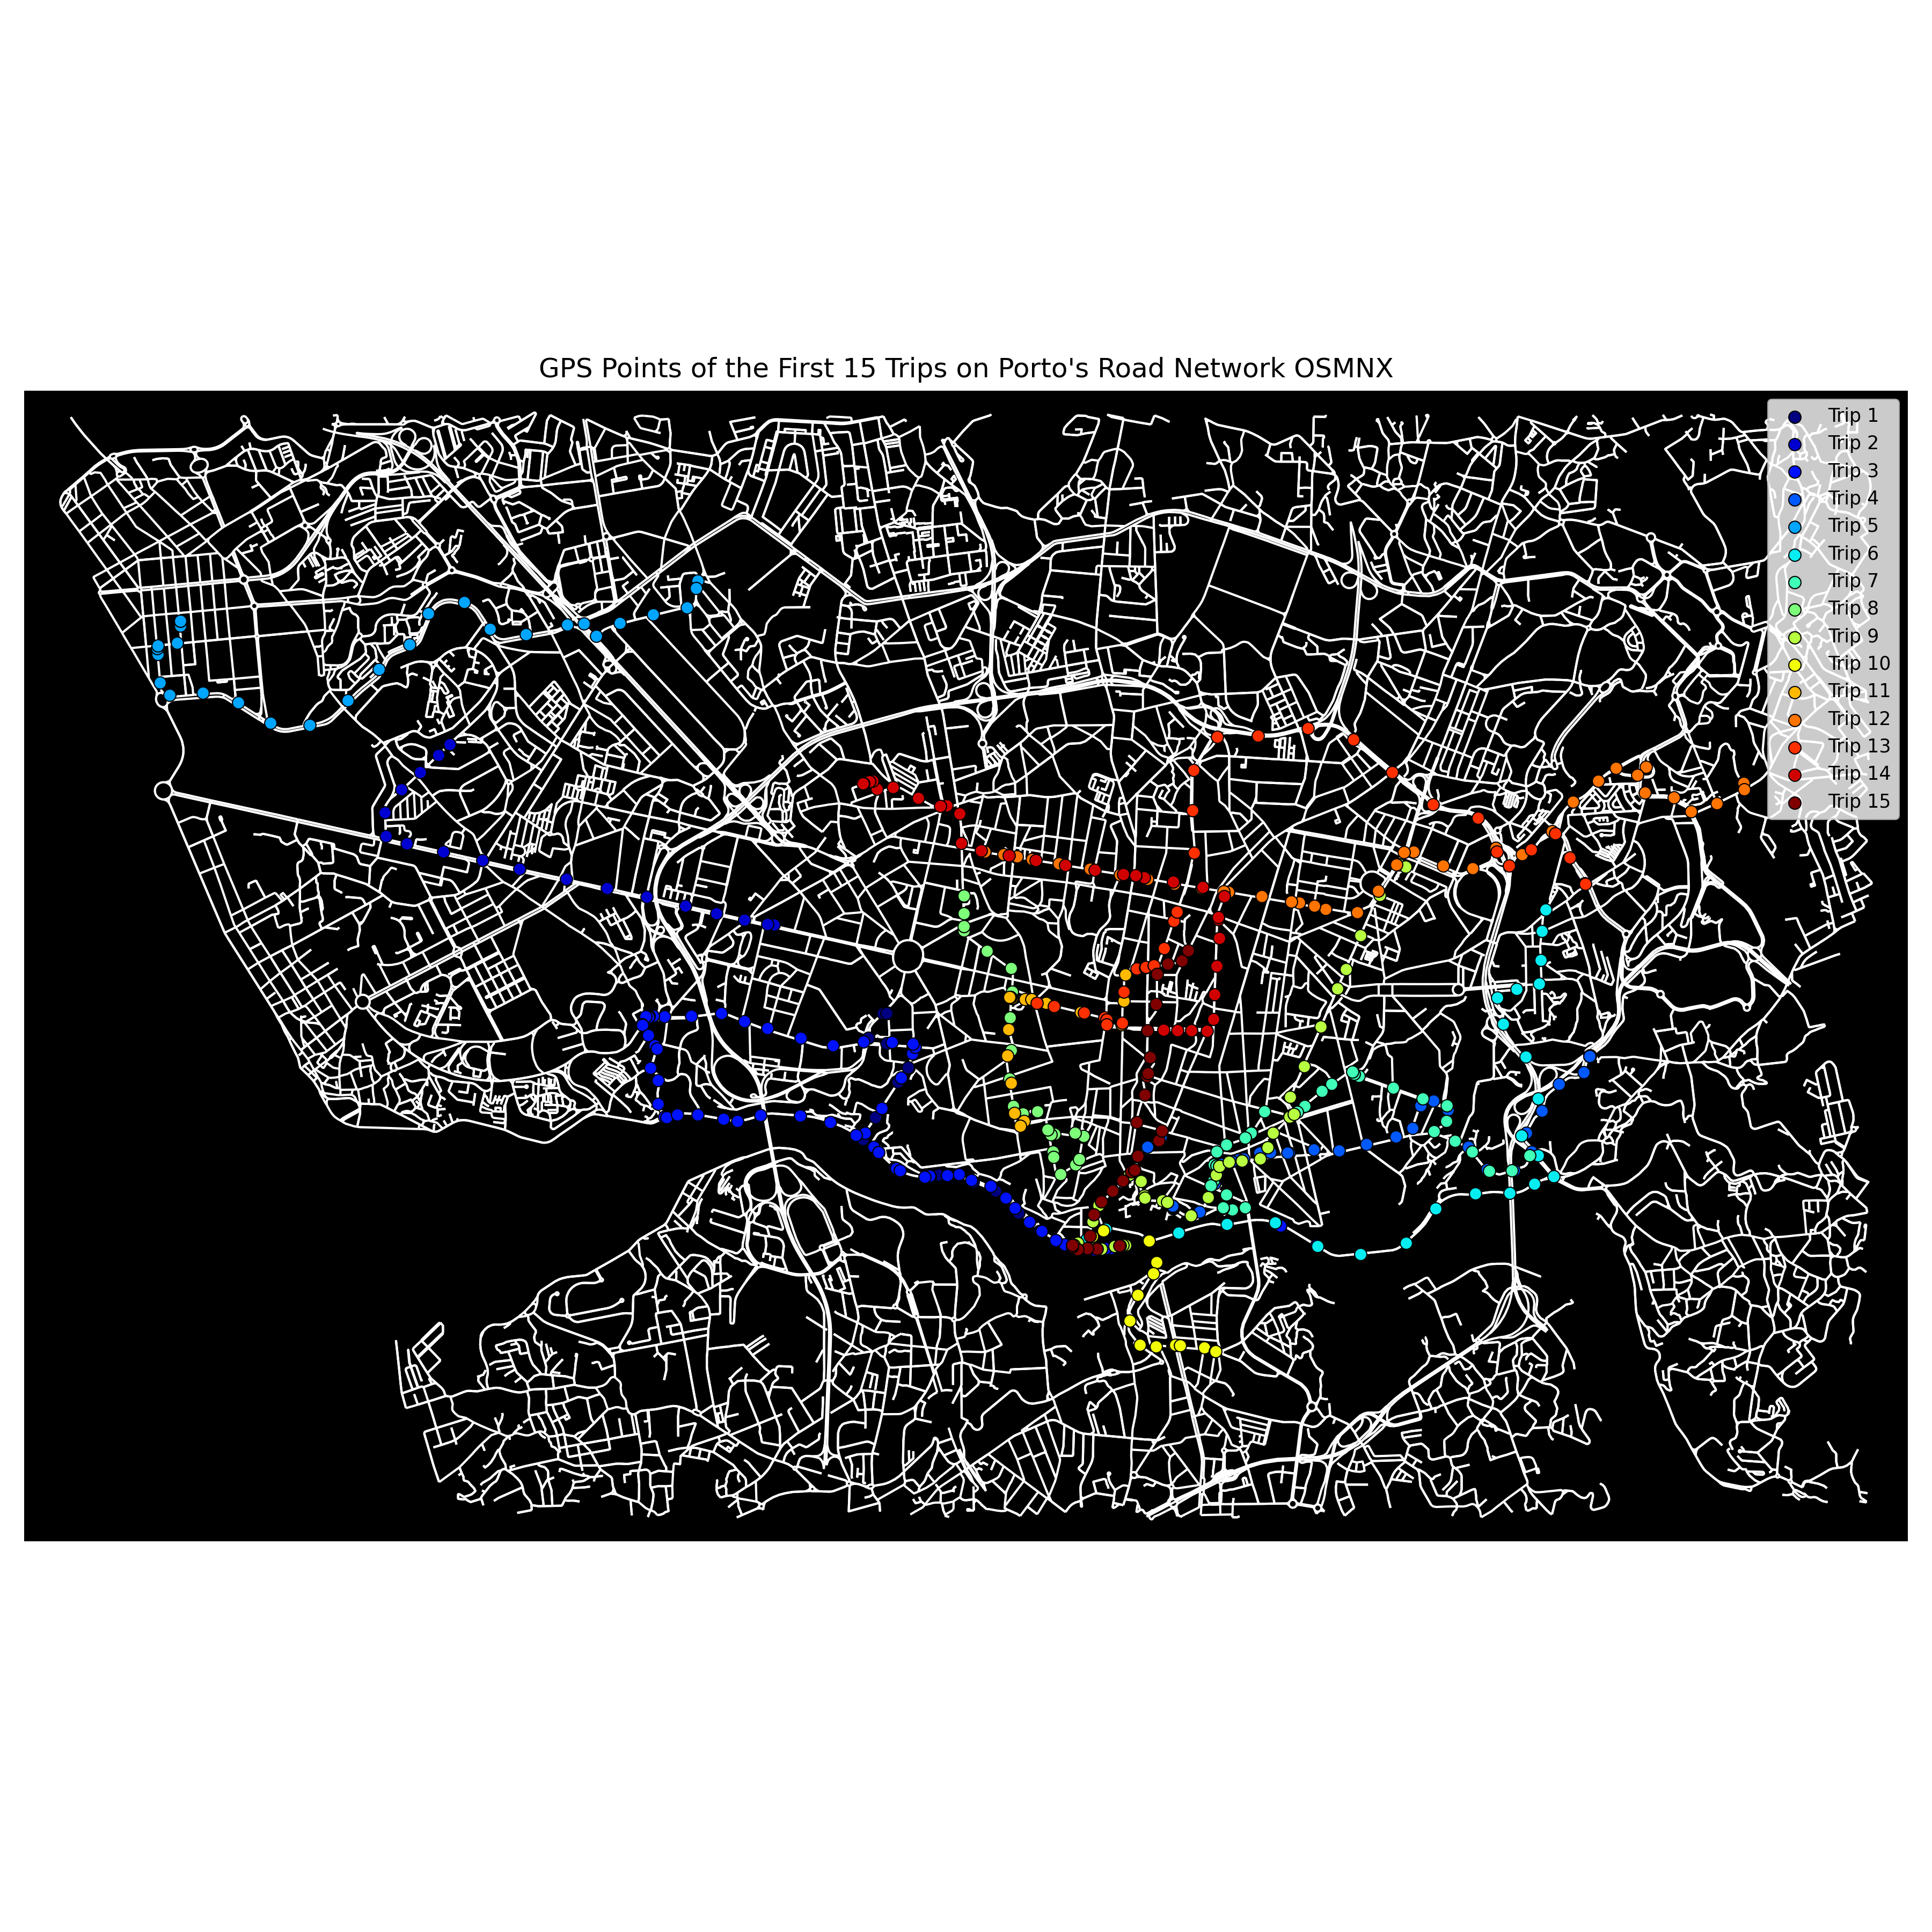 GPS Points of the First 15 Trips on Porto's Road Network OSMNX
Trip 1
Trip 2
Trip 3
Trip 4
Trip 5
Trip 6
Trip 7
Trip 8
Trip 9
Trip 10
Trip 11
Trip 12
Trip 13
Trip 14
Trip 15